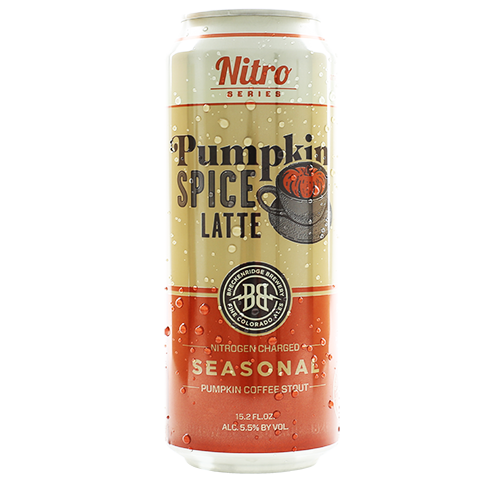 Nitro
SERIES
Pumpkin
SPICE
LATTE
BRECKENRIDGE BREWERY
BB
FINE COLORADO ALES
NITROGEN CHARGED
SEASONAL
PUMPKIN COFFEE STOUT
15.2 FL.OZ.
ALC. 5.5% BY VOL.